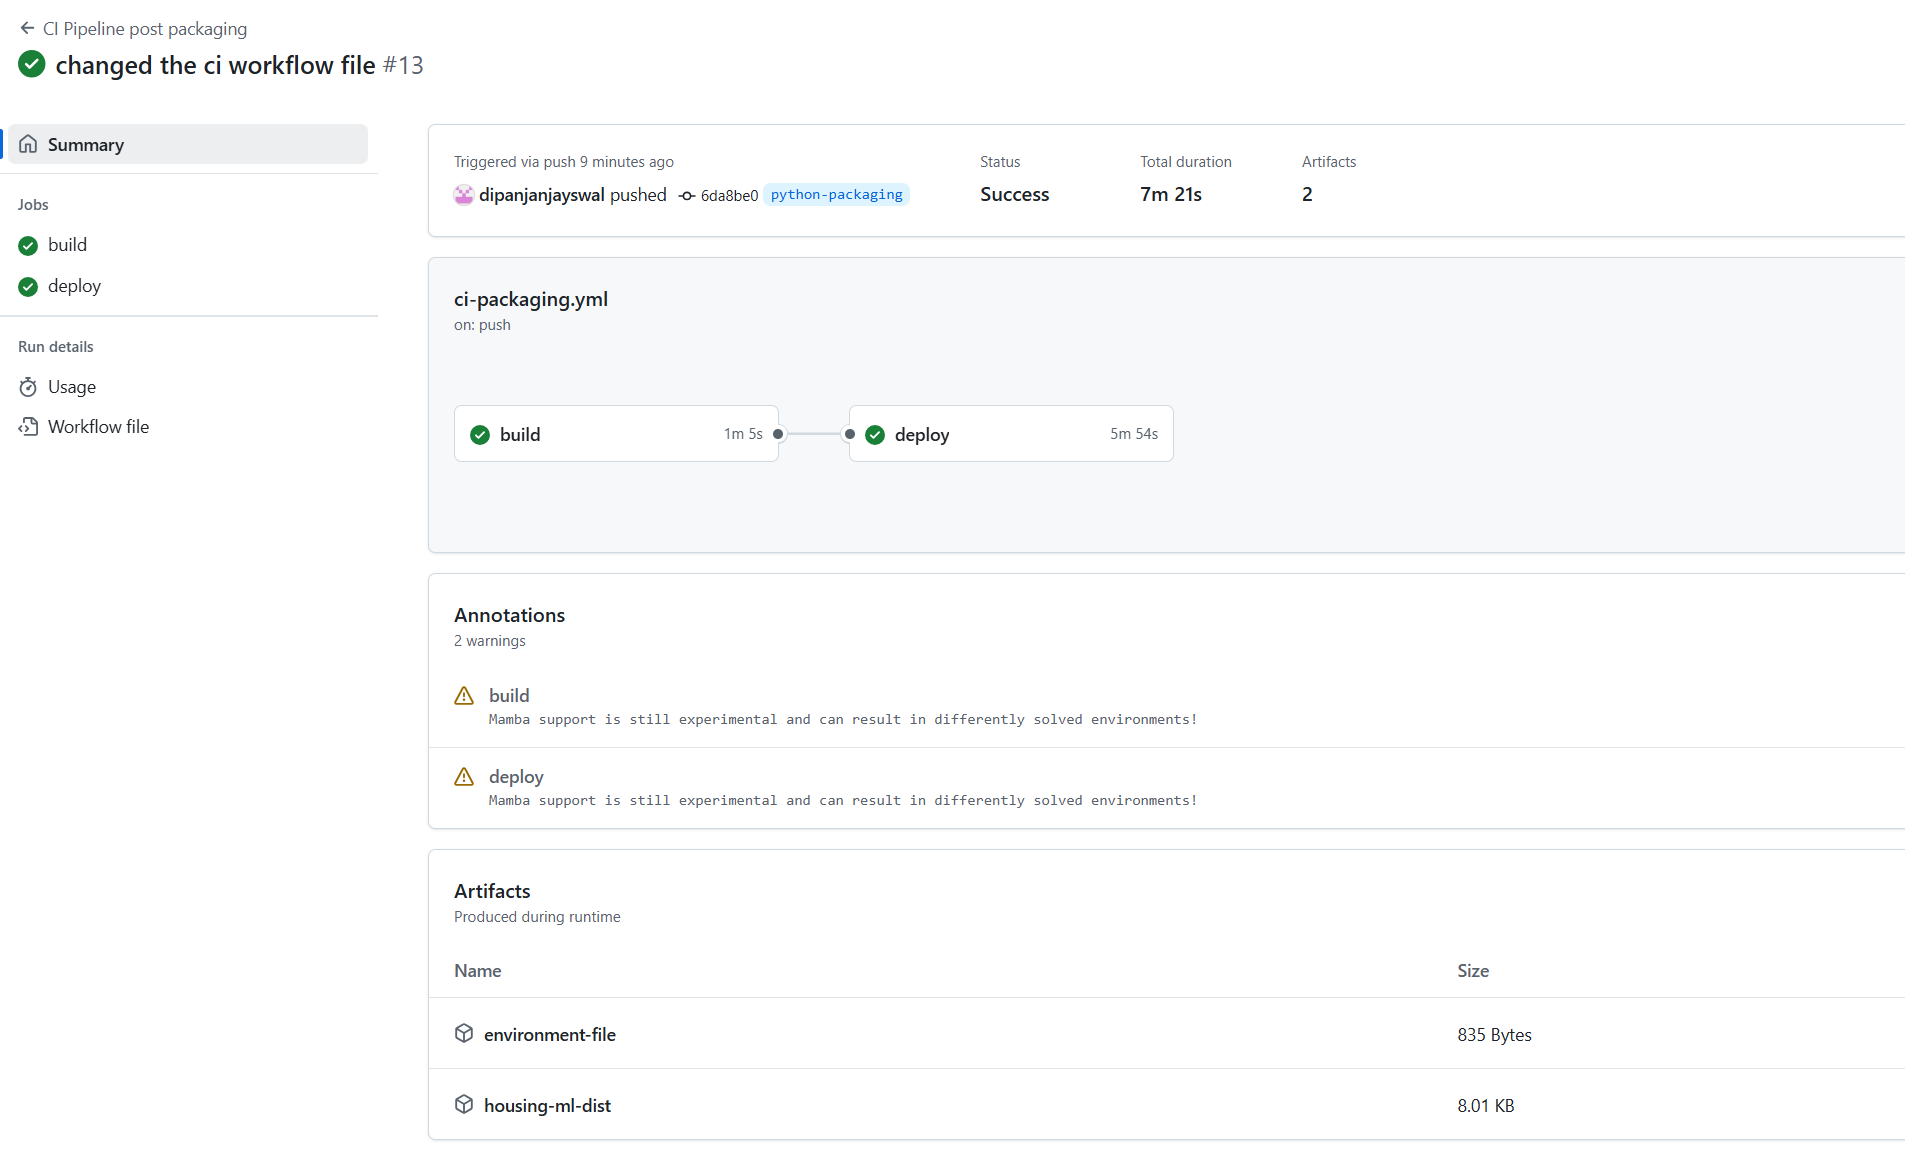 CI Pipeline post packaging
changed the ci workflow file #13
Summary
Jobs
build
deploy
Run details
Usage
Workflow file
Triggered via push 9 minutes ago
dipanjanjayswal pushed 6da8be0 python-packaging
Status
Success
Total duration
7m 21s
Artifacts
2
ci-packaging.yml
on: push
build 1m 5s
deploy 5m 54s
Annotations
2 warnings
build
Mamba support is still experimental and can result in differently solved environments!
deploy
Mamba support is still experimental and can result in differently solved environments!
Artifacts
Produced during runtime
Name Size
environment-file 835 Bytes
housing-ml-dist 8.01 KB